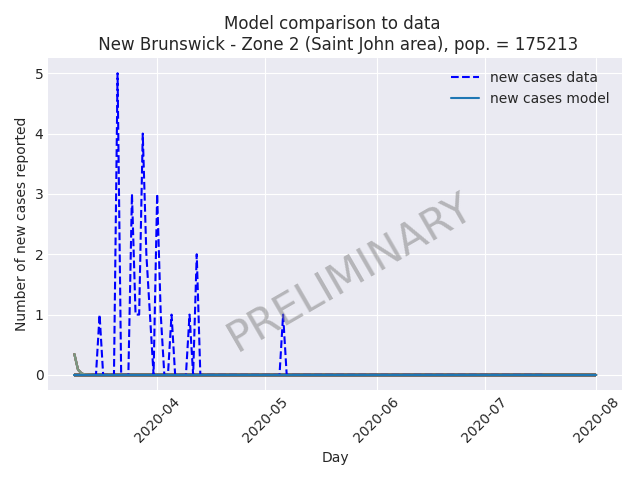 Model comparison to data
New Brunswick - Zone 2 (Saint John area), pop. = 175213
new cases data
new cases model
Number of new cases reported
5
4
3
2
1
0
PRELIMINARY
2020-04
2020-05
2020-06
2020-07
2020-08
Day